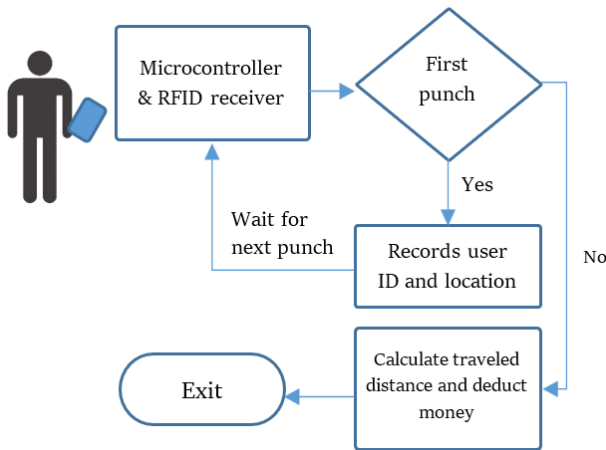 Microcontroller
& RFID receiver
First
punch
Yes
Wait for
next punch
Records user
ID and location
No
Calculate traveled
distance and deduct
money
Exit